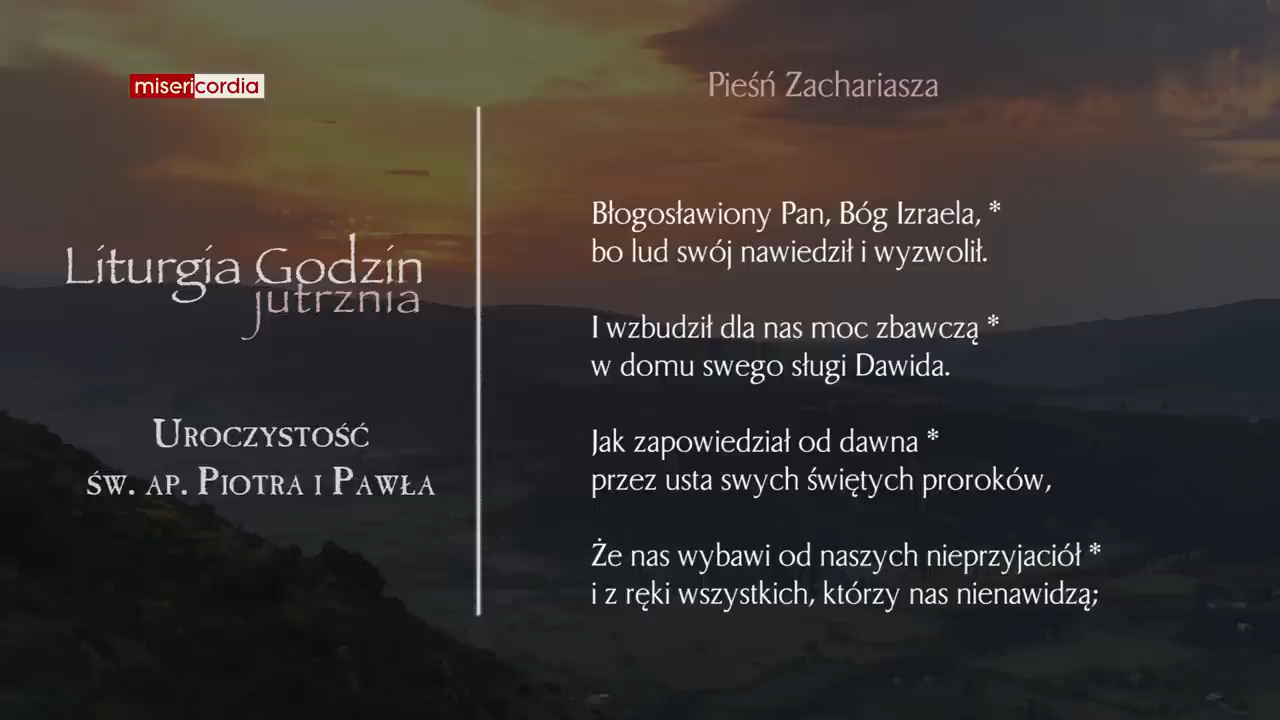 misericordia
Liturgia Godzin
jutrznia
Uroczystość
św. ap. Piotra i Pawła
Pieśń Zachariasza
Błogosławiony Pan, Bóg Izraela, *
bo lud swój nawiedził i wyzwolił.
I wzbudził dla nas moc zbawczą *
w domu swego sługi Dawida.
Jak zapowiedział od dawna *
przez usta swych świętych proroków,
Że nas wybawi od naszych nieprzyjaciół *
i z ręki wszystkich, którzy nas nienawidzą;